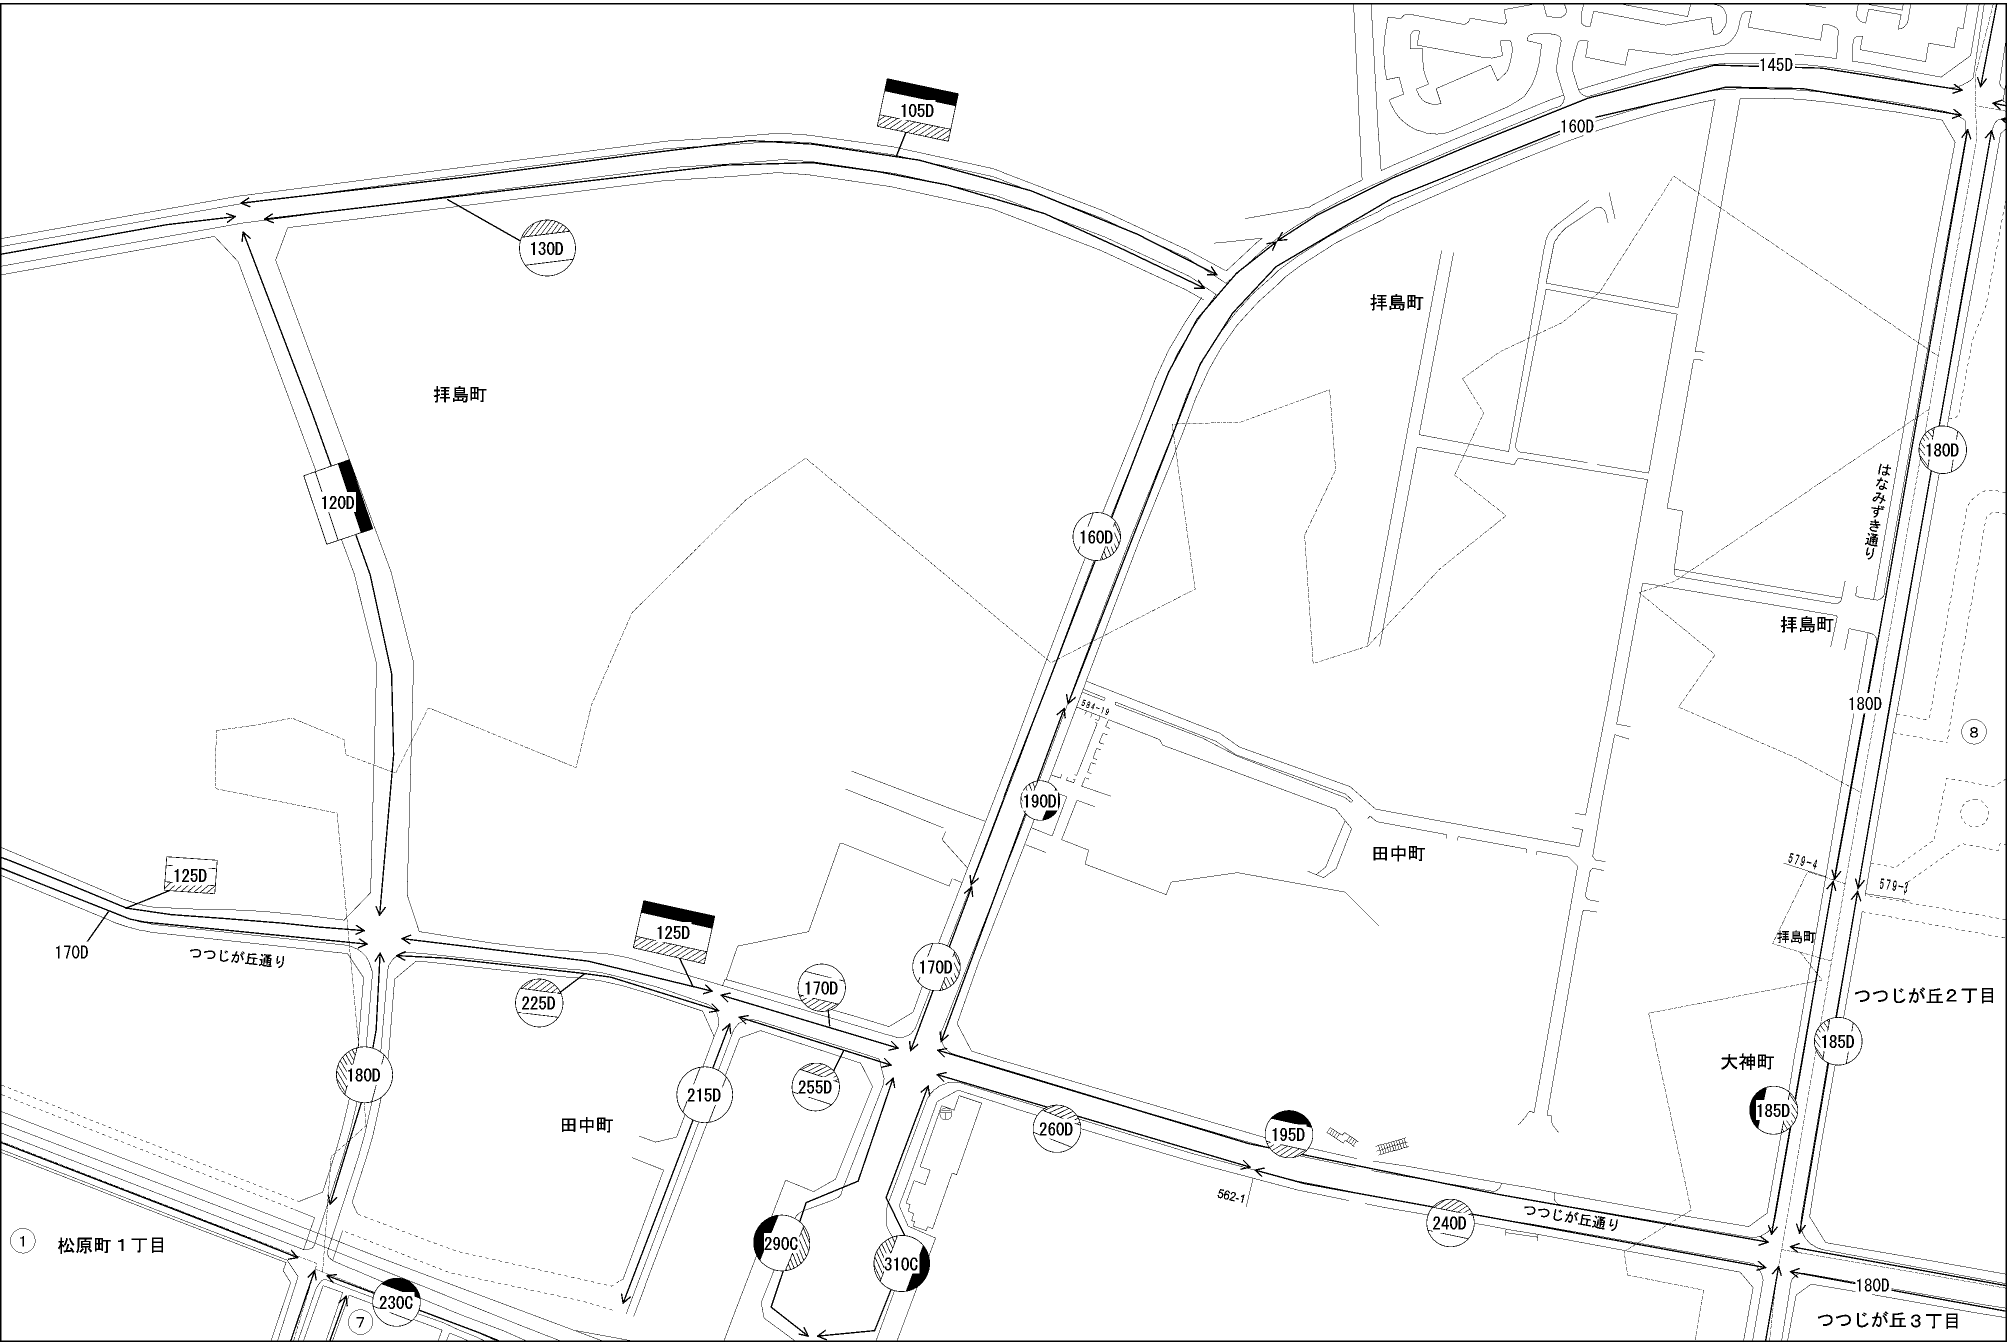 145D
105D
160D
130D
拝島町
拝島町
180D
はなみずき通り
120D
160D
拝島町
180D
584-19
8
190D
田中町
579-4
579-3
125D
125D
拝島町
170D
つつじが丘通り
170D
170D
225D
つつじが丘2丁目
185D
大神町
180D
255D
215D
185D
田中町
260D
195D
562-1
つつじが丘通り
240D
1
松原町1丁目
290C
310C
180D
230C
7
つつじが丘3丁目